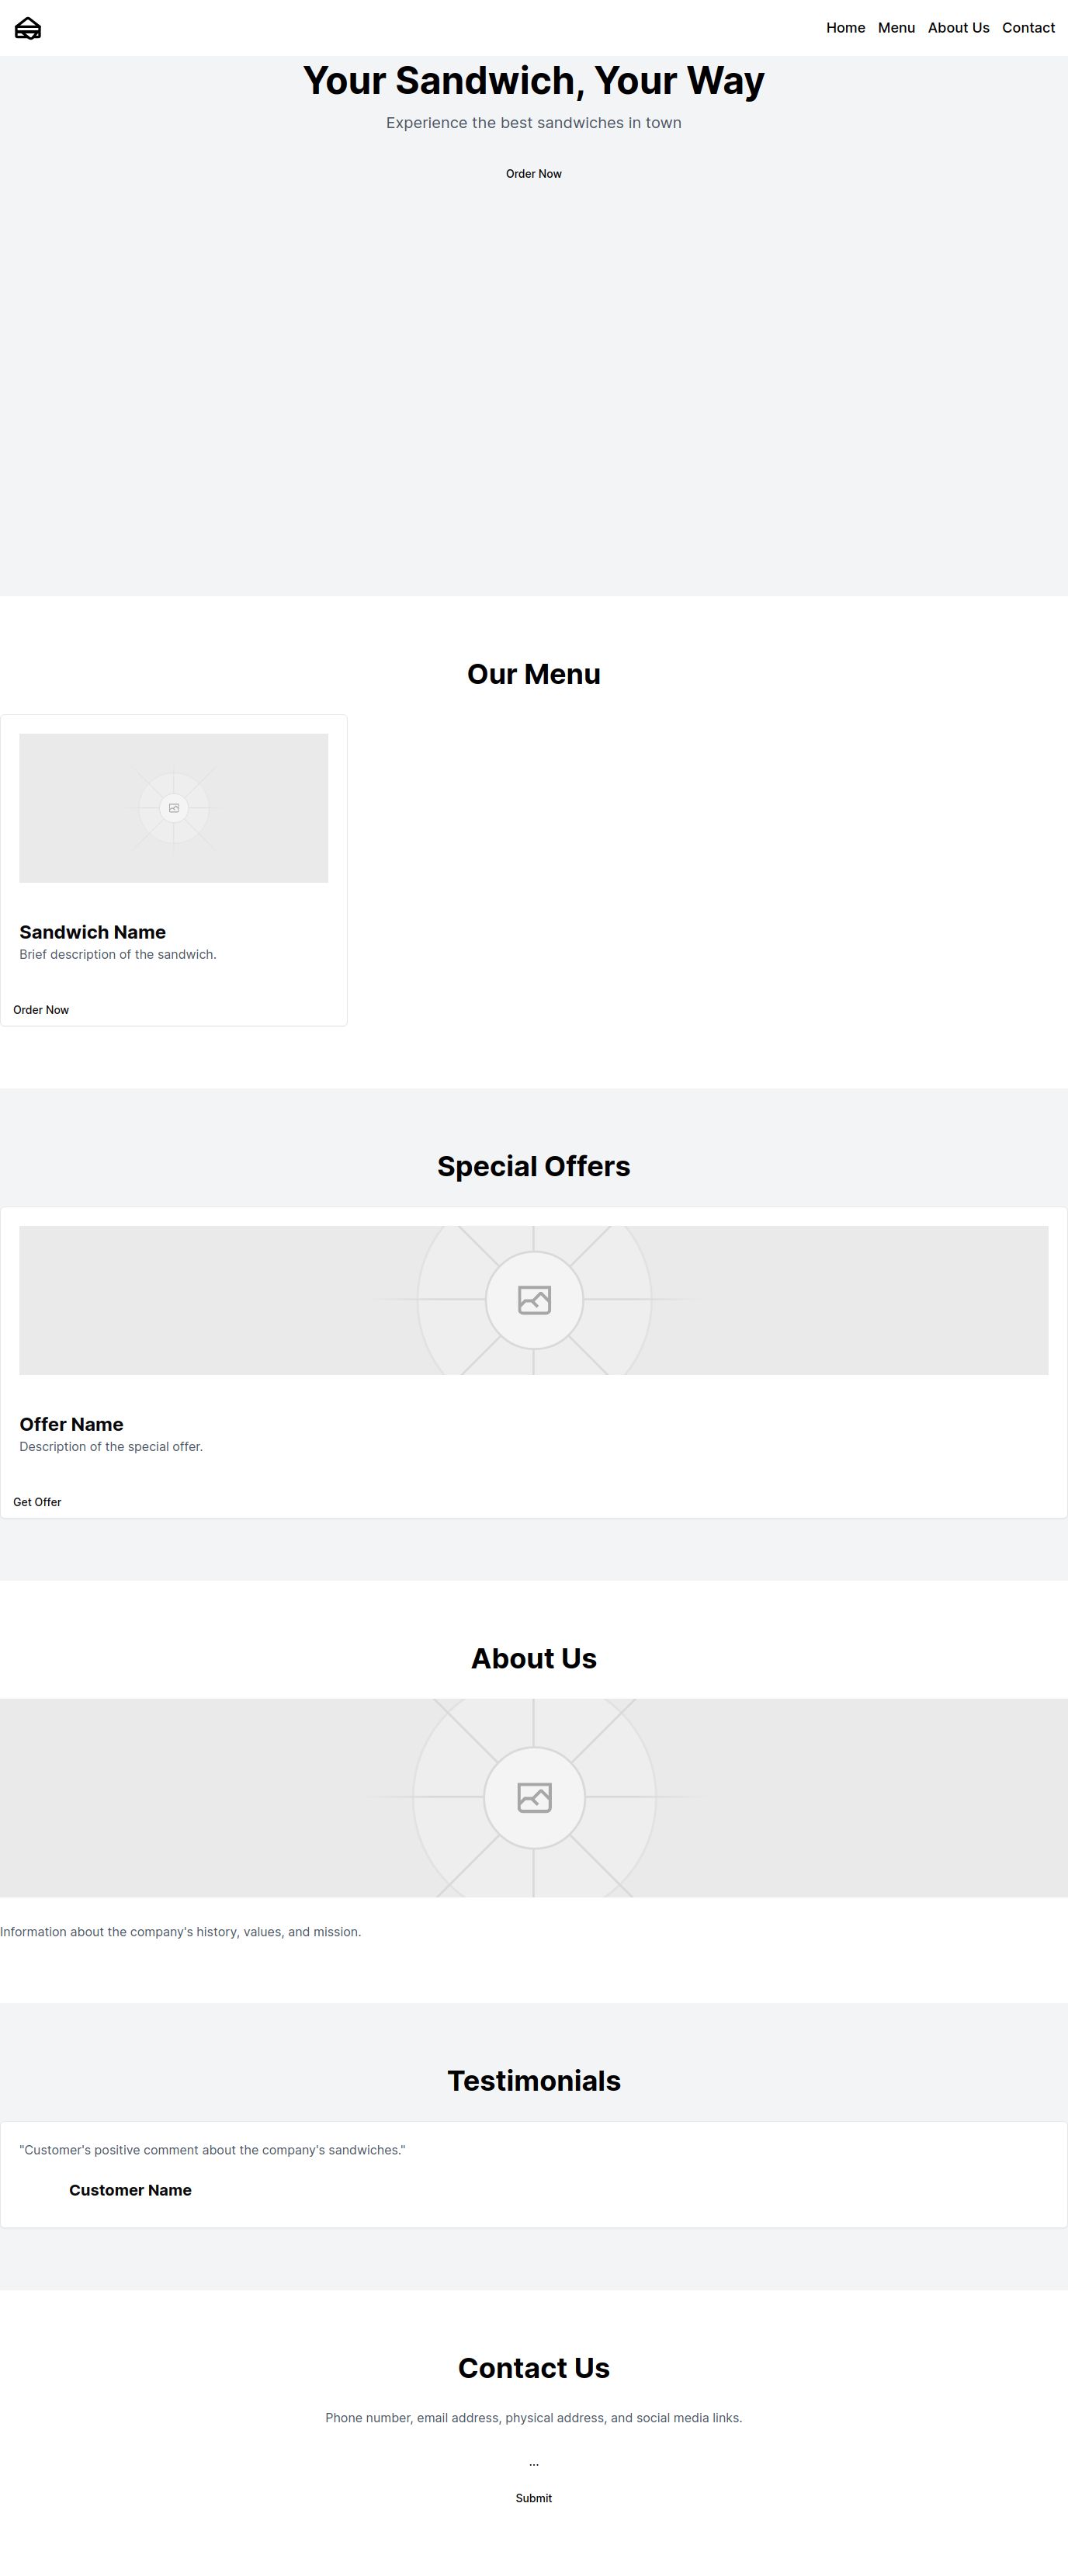 Home Menu About Us Contact
Your Sandwich, Your Way
Experience the best sandwiches in town
Order Now
Our Menu
Sandwich Name
Brief description of the sandwich.
Order Now
Special Offers
Offer Name
Description of the special offer.
Get Offer
About Us
Information about the company's history, values, and mission.
Testimonials
"Customer's positive comment about the company's sandwiches."
Customer Name
Contact Us
Phone number, email address, physical address, and social media links.
...
Submit